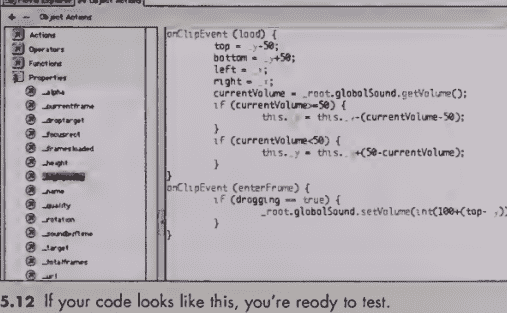 Object Actions
Object Actions
Actions
Operators
Functions
Properties
_alpha
_currentframe
_droptarget
_focusrect
_framesloaded
_height
_name
_quality
_rotation
_soundbuftime
_target
_totalframes
_url
onClipEvent (load) {
top = _y-50;
bottom = _y+50;
left = _x;
right = _x;
currentVolume = _root.globalSound.getVolume();
if (currentVolume>=50) {
this._y = this._y-(currentVolume-50);
}
if (currentVolume<50) {
this._y = this._y+(50-currentVolume);
}
}
onClipEvent (enterFrame) {
if (dragging == true) {
_root.globalSound.setVolume(int(100+(top-_y))
}
}
5.12 If your code looks like this, you're ready to test.